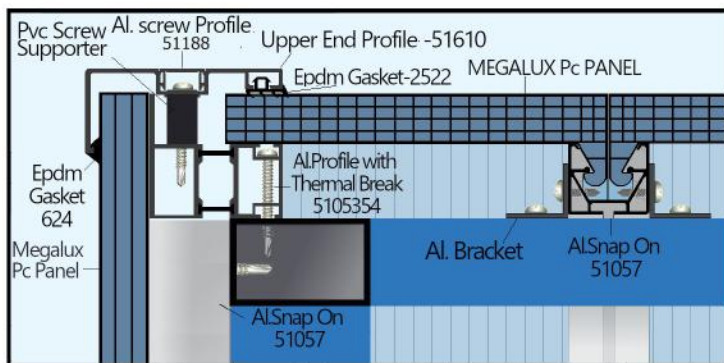 Pvc Screw
Supporter
Al. screw Profile
51188
Upper End Profile -51610
Epdm Gasket-2522
MEGALUX Pc PANEL
Epdm
Gasket
624
Megalux
Pc Panel
Al.Profile with
Thermal Break
5105354
Al. Bracket
Al.Snap On
51057
Al.Snap On
51057